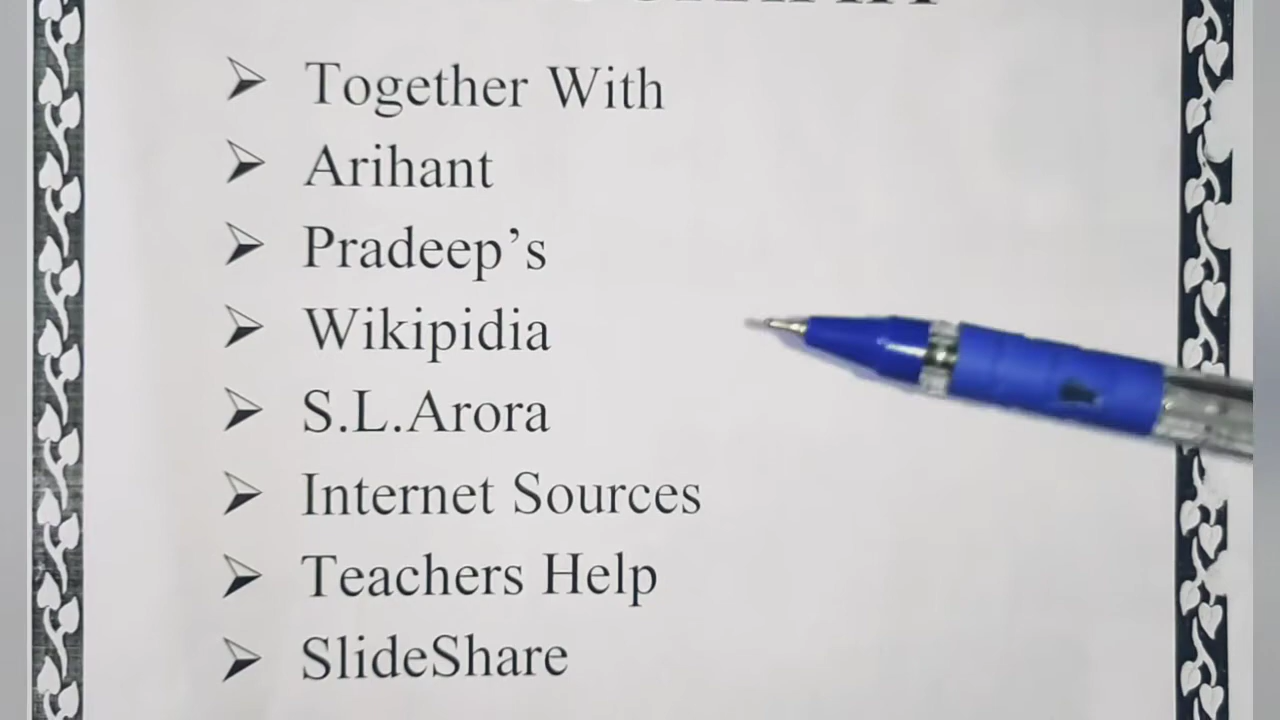 Together With
Arihant
Pradeep's
Wikipidia
S.L.Arora
Internet Sources
Teachers Help
SlideShare